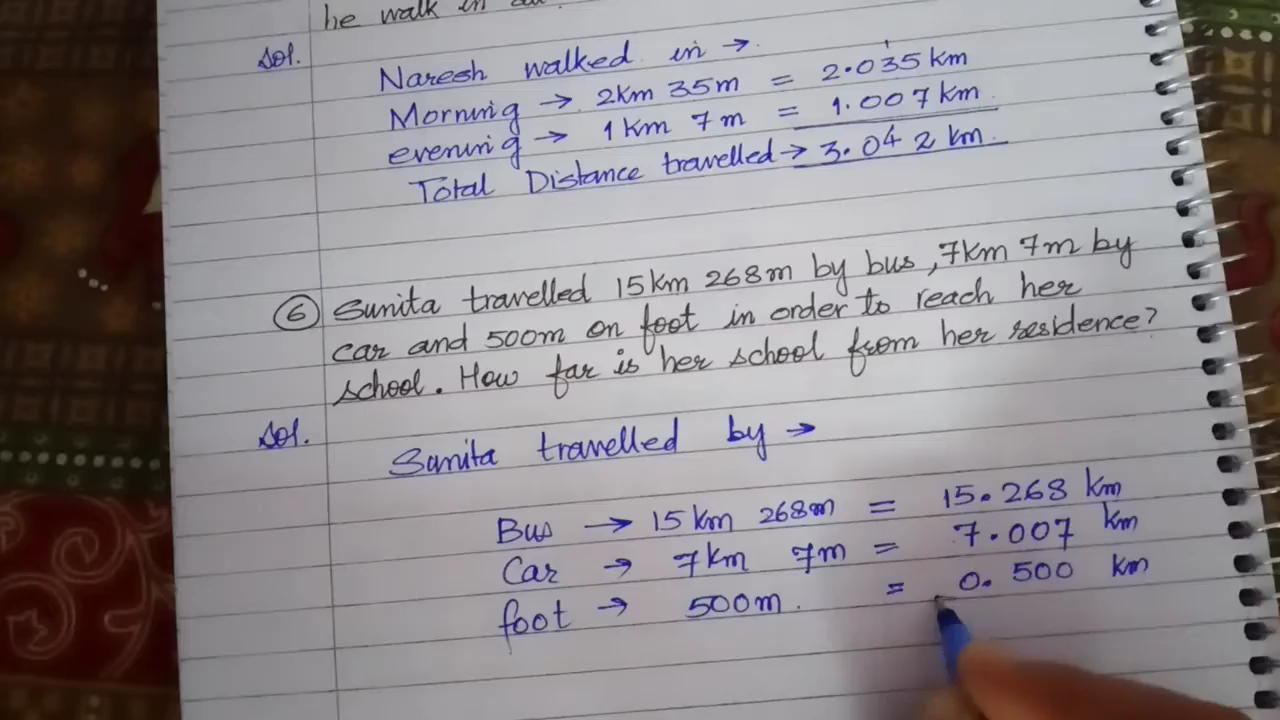 he walk in
Sol.
Naresh walked in →
Morning → 2km 35m = 2.035 km
evening → 1 km 7 m = 1.007 km
Total Distance travelled → 3.042 km.
6 Sunita travelled 15km 268m by bus, 7km 7m by
car and 500m on foot in order to reach her
school. How far is her school from her residence?
Sol.
Sunita travelled by →
Bus → 15 km 268m = 15.268 km
Car → 7km 7m = 7.007 km
foot → 500m. = 0.500 km